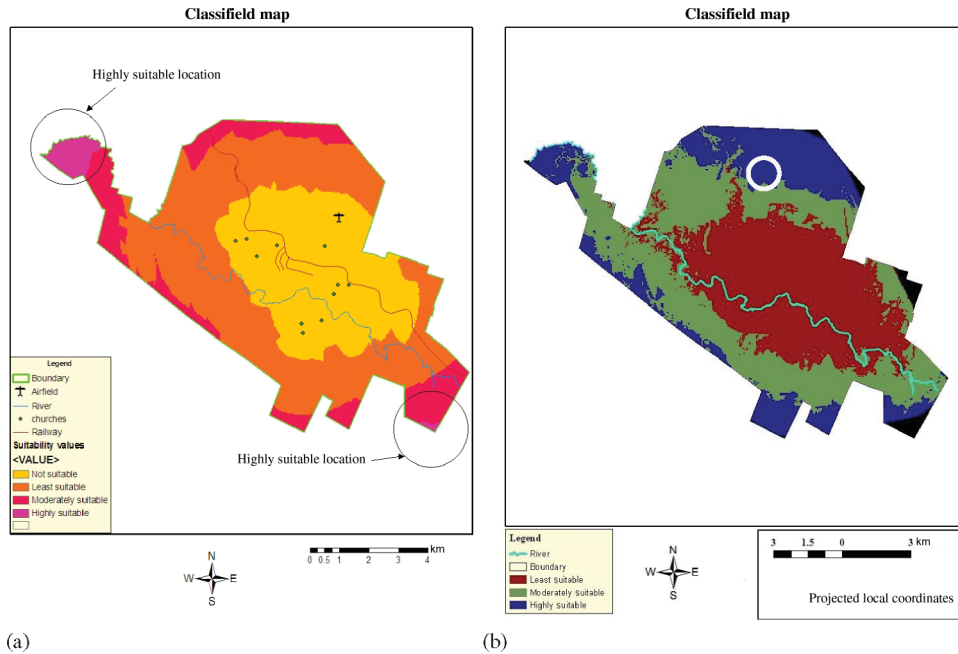 Classifield map
Highly suitable location
Highly suitable location
Legend
Boundary
Airfield
River
churches
Railway
Suitability values
<VALUE>
Not suitable
Least suitable
Moderately suitable
Highly suitable
N
W E
S
0 0.5 1 2 3 4 km
(a)
Classifield map
Legend
River
Boundary
Least suitable
Moderately suitable
Highly suitable
N
W E
S
3 1.5 0 3 km
Projected local coordinates
(b)